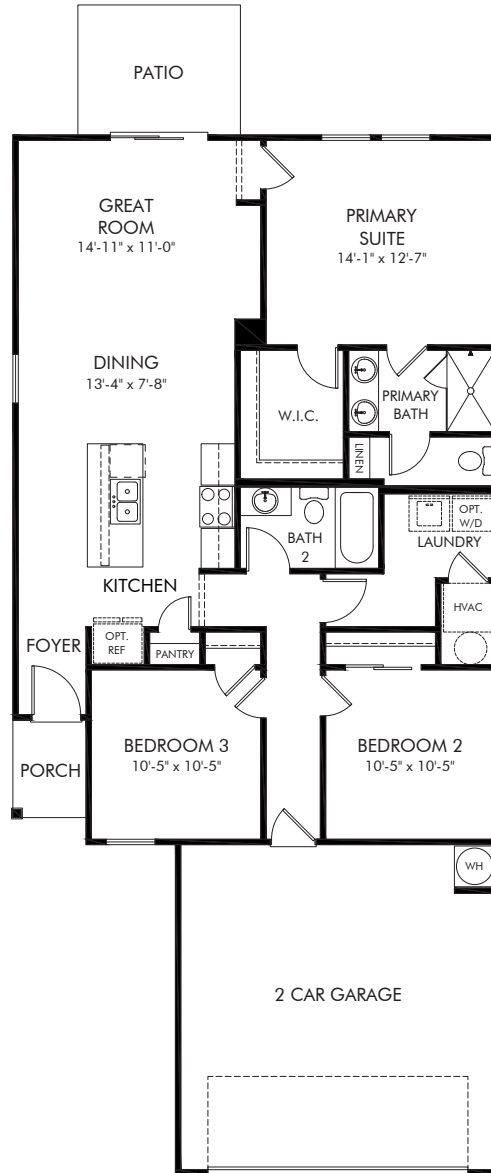 PATIO
GREAT
ROOM
14'-11" x 11'-0"
PRIMARY
SUITE
14'-1" x 12'-7"
DINING
13'-4" x 7'-8"
W.I.C.
PRIMARY
BATH
LINEN
BATH
2
OPT.
W/D
LAUNDRY
KITCHEN
HVAC
FOYER
OPT.
REF
PANTRY
PORCH
BEDROOM 3
10'-5" x 10'-5"
BEDROOM 2
10'-5" x 10'-5"
WH
2 CAR GARAGE